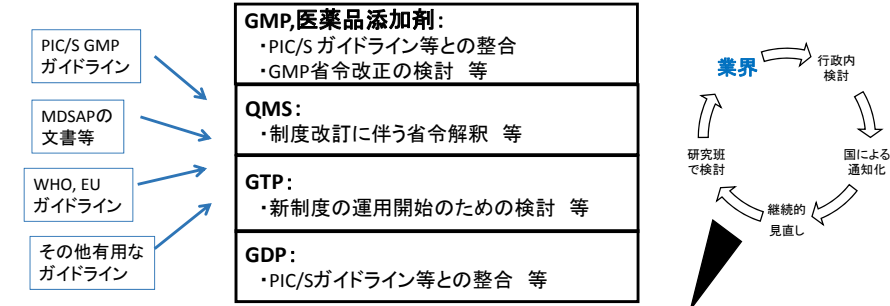 PIC/S GMP
ガイドライン
MDSAPの
文書等
WHO, EU
ガイドライン
その他有用な
ガイドライン
GMP,医薬品添加剤：
・PIC/S ガイドライン等との整合
・GMP省令改正の検討　等
QMS：
・制度改訂に伴う省令解釈　等
GTP：
・新制度の運用開始のための検討　等
GDP：
・PIC/Sガイドライン等との整合　等
業界
行政内
検討
国による
通知化
継続的
見直し
研究班
で検討